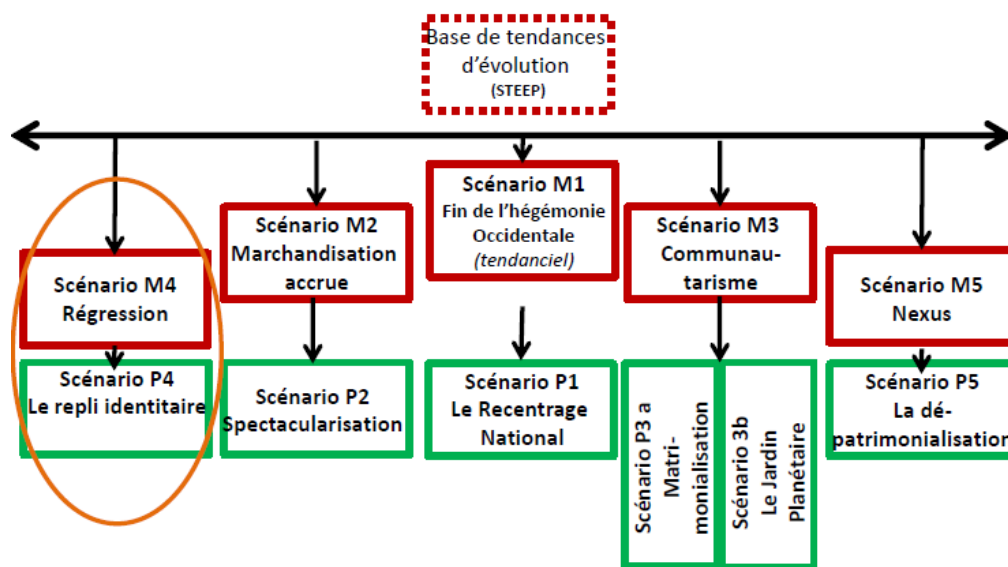 Base de tendances
d’évolution
(STEEP)
Scénario M4
Régression
Scénario M2
Marchandisation
accrue
Scénario M1
Fin de l’hégémonie
Occidentale
(tendanciel)
Scénario M3
Communau-
tarisme
Scénario M5
Nexus
Scénario P4
Le repli identitaire
Scénario P2
Spectacularisation
Scénario P1
Le Recentrage
National
Scénario P3 a
Matri-
monialisation
Scénario 3b
Le Jardin
Planétaire
Scénario P5
La dé-
patrimonialisation